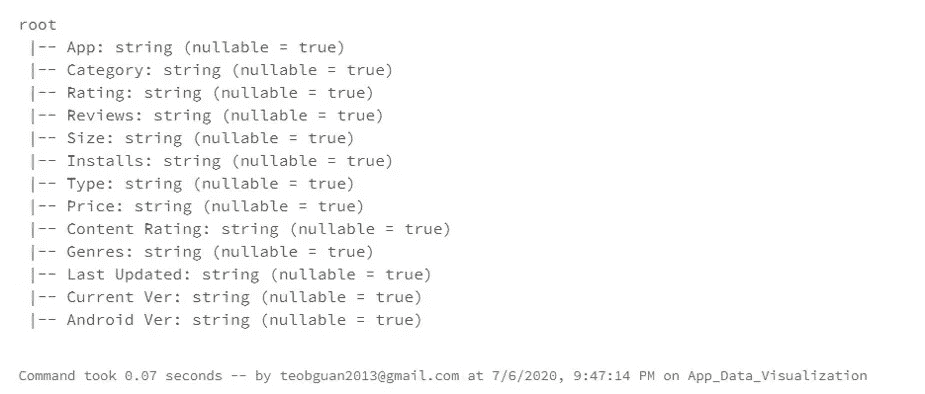 root
 |-- App: string (nullable = true)
 |-- Category: string (nullable = true)
 |-- Rating: string (nullable = true)
 |-- Reviews: string (nullable = true)
 |-- Size: string (nullable = true)
 |-- Installs: string (nullable = true)
 |-- Type: string (nullable = true)
 |-- Price: string (nullable = true)
 |-- Content Rating: string (nullable = true)
 |-- Genres: string (nullable = true)
 |-- Last Updated: string (nullable = true)
 |-- Current Ver: string (nullable = true)
 |-- Android Ver: string (nullable = true)
Command took 0.07 seconds -- by teobguan2013@gmail.com at 7/6/2020, 9:47:14 PM on App_Data_Visualization